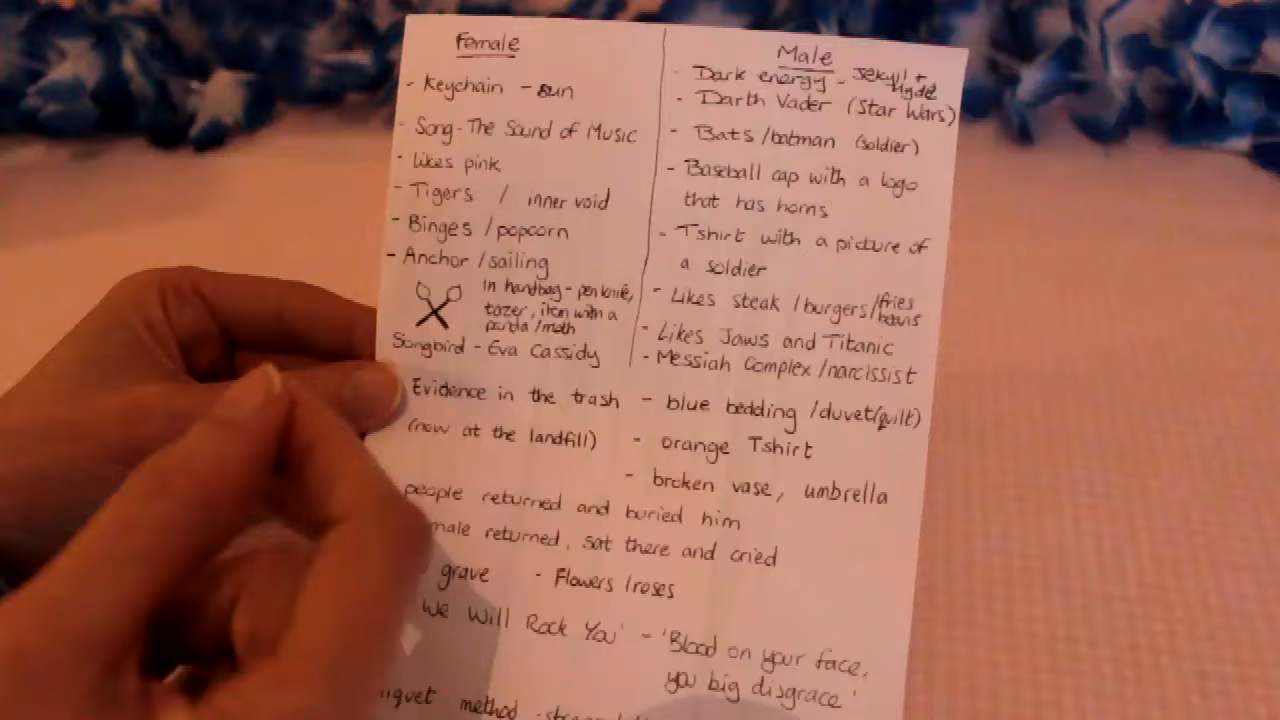 Female
- Keychain - sun
- Song - The Sound of Music
- likes pink
- Tigers / inner void
- Binges / popcorn
- Anchor / sailing
In handbag - penknife,
tazer, item with a
panda / moth
Songbird - Eva Cassidy
Male
- Dark energy - Jekyll + Hyde
- Darth Vader (Star Wars)
- Bats / batman (soldier)
- Baseball cap with a logo
that has horns
- Tshirt with a picture of
a soldier
- Likes steak / burgers / fries
beans
- Likes Jaws and Titanic
- Messiah Complex / narcissist
Evidence in the trash - blue bedding / duvet (quilt)
(now at the landfill) - orange Tshirt
- broken vase, umbrella
people returned and buried him
male returned, sat there and cried
grave - Flowers / roses
We Will Rock You' - 'Blood on your face,
you big disgrace'
method